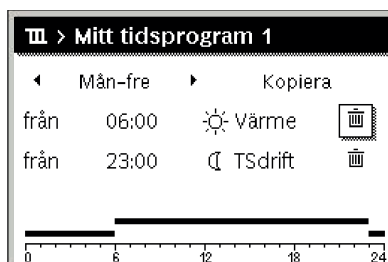 > Mitt tidsprogram 1
Mån-fre Kopiera
från 06:00 Värme
från 23:00 TSdrift
0 6 12 18 24